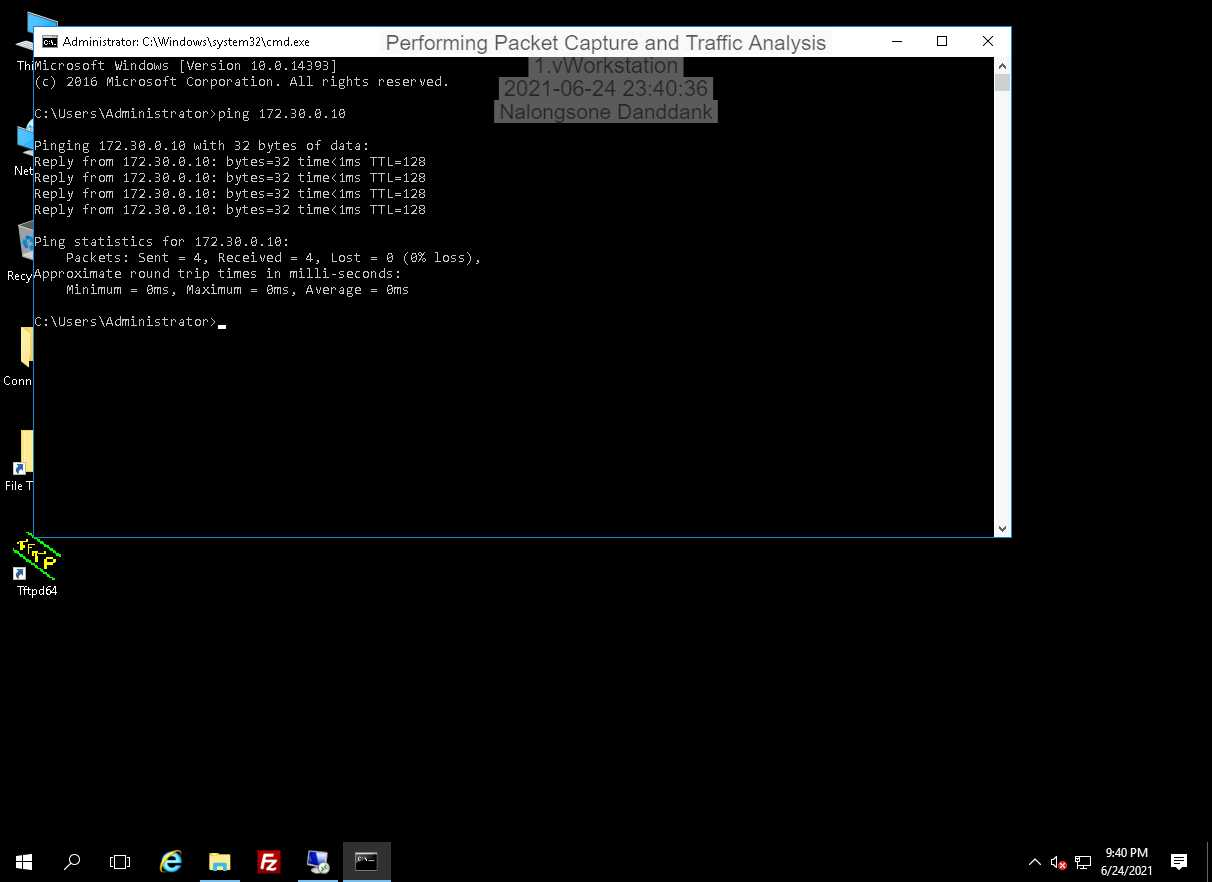 Administrator: C:\Windows\system32\cmd.exe
Performing Packet Capture and Traffic Analysis
1.vWorkstation
2021-06-24 23:40:36
Nalongsone Danddank
Microsoft Windows [Version 10.0.14393]
(c) 2016 Microsoft Corporation. All rights reserved.
C:\Users\Administrator>ping 172.30.0.10
Pinging 172.30.0.10 with 32 bytes of data:
Reply from 172.30.0.10: bytes=32 time<1ms TTL=128
Reply from 172.30.0.10: bytes=32 time<1ms TTL=128
Reply from 172.30.0.10: bytes=32 time<1ms TTL=128
Reply from 172.30.0.10: bytes=32 time<1ms TTL=128
Ping statistics for 172.30.0.10:
Packets: Sent = 4, Received = 4, Lost = 0 (0% loss),
Approximate round trip times in milli-seconds:
Minimum = 0ms, Maximum = 0ms, Average = 0ms
C:\Users\Administrator>
Thi
Net
Recy
Conn
File T
TFTP
Tftpd64
9:40 PM
6/24/2021